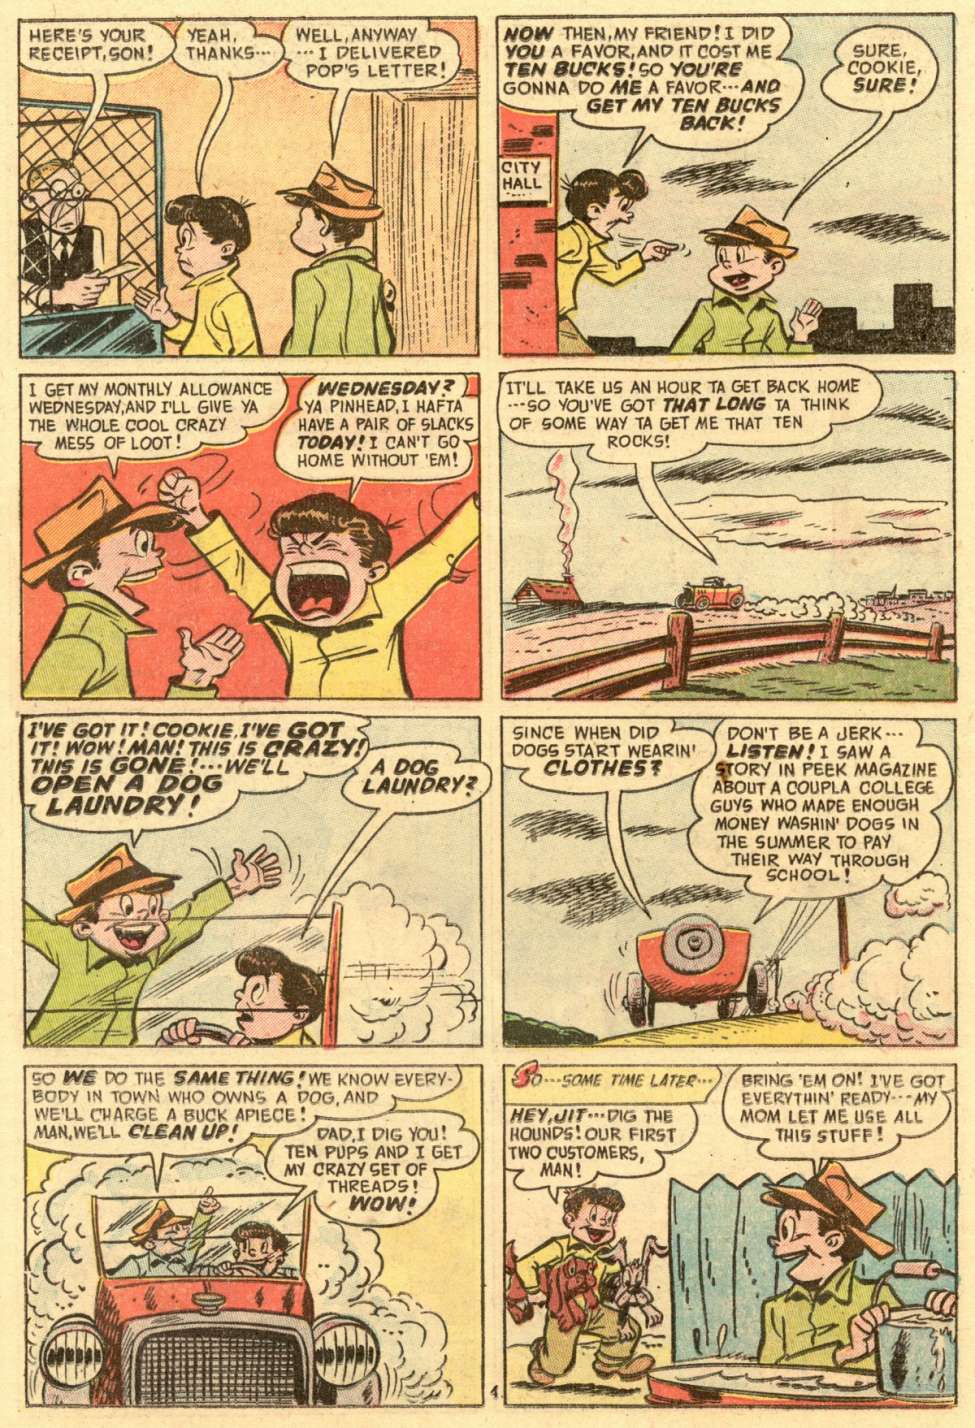 HERE'S YOUR
RECEIPT, SON!
YEAH,
THANKS---
WELL, ANYWAY
---I DELIVERED
POP'S LETTER!
NOW THEN, MY FRIEND! I DID
YOU A FAVOR, AND IT COST ME
TEN BUCKS! SO YOU'RE
GONNA DO ME A FAVOR---AND
GET MY TEN BUCKS
BACK!
SURE,
COOKIE,
SURE!
CITY
HALL
I GET MY MONTHLY ALLOWANCE
WEDNESDAY, AND I'LL GIVE YA
THE WHOLE COOL CRAZY
MESS OF LOOT!
WEDNESDAY?
YA PINHEAD, I HAFTA
HAVE A PAIR OF SLACKS
TODAY! I CAN'T GO
HOME WITHOUT 'EM!
IT'LL TAKE US AN HOUR TA GET BACK HOME
---SO YOU'VE GOT THAT LONG TA THINK
OF SOME WAY TA GET ME THAT TEN
ROCKS!
I'VE GOT IT! COOKIE, I'VE GOT
IT! WOW! MAN! THIS IS CRAZY!
THIS IS GONE!---WE'LL
OPEN A DOG
LAUNDRY!
A DOG
LAUNDRY?
SINCE WHEN DID
DOGS START WEARIN'
CLOTHES?
DON'T BE A JERK---
LISTEN! I SAW A
STORY IN PEEK MAGAZINE
ABOUT A COUPLA COLLEGE
GUYS WHO MADE ENOUGH
MONEY WASHIN' DOGS IN
THE SUMMER TO PAY
THEIR WAY THROUGH
SCHOOL!
SO WE DO THE SAME THING! WE KNOW EVERY-
BODY IN TOWN WHO OWNS A DOG, AND
WE'LL CHARGE A BUCK APIECE!
MAN, WE'LL CLEAN UP!
DAD, I DIG YOU!
TEN PUPS AND I GET
MY CRAZY SET OF
THREADS!
WOW!
SO---SOME TIME LATER---
HEY, JIT---DIG THE
HOUNDS! OUR FIRST
TWO CUSTOMERS,
MAN!
BRING 'EM ON! I'VE GOT
EVERYTHIN' READY---MY
MOM LET ME USE ALL
THIS STUFF!
4